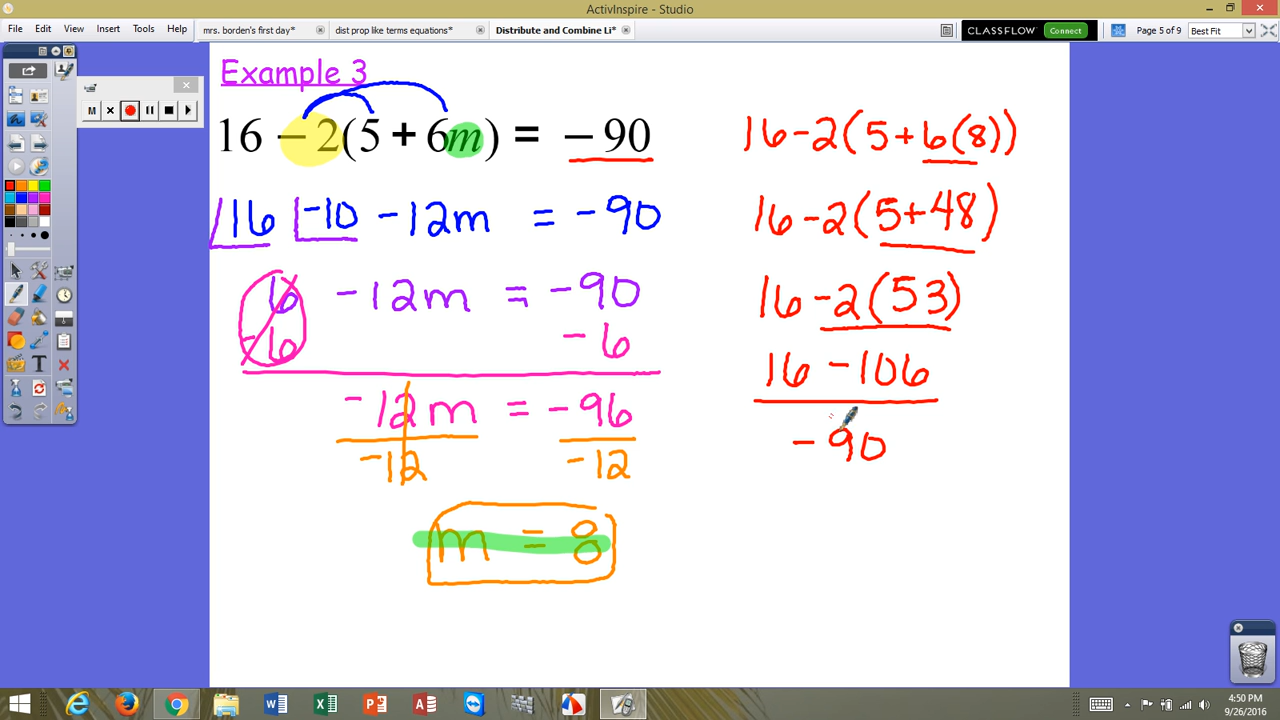 ActivInspire - Studio
File Edit View Insert Tools Help
mrs. borden's first day* dist prop like terms equations* Distribute and Combine Li*
CLASSFLOW Connect
Page 5 of 9 Best Fit
M
Example 3
16 − 2(5 + 6m) = − 90
16 -10 -12m = -90
6 -12m = -90
-6 -6
-12m = -96
-12 -12
m = 8
16-2(5+6(8))
16-2(5+48)
16-2(53)
16-106
-90
4:50 PM
9/26/2016